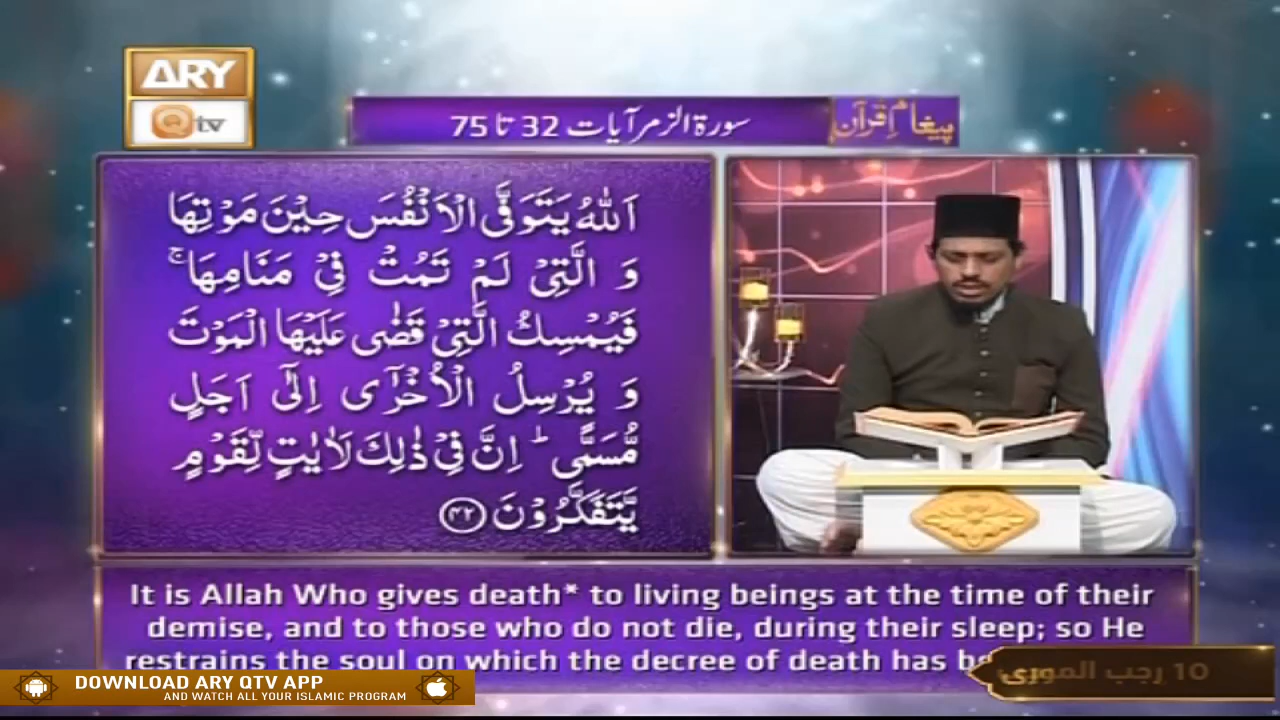 ARY
Qtv
سورۃ الزمر آیات 32 تا 75
پیغامِ قرآن
اَللّٰهُ یَتَوَفَّی الْاَنْفُسَ حِیْنَ مَوْتِهَا
وَ الَّتِیْ لَمْ تَمُتْ فِیْ مَنَامِهَا ۚ
فَیُمْسِكُ الَّتِیْ قَضٰی عَلَیْهَا الْمَوْتَ
وَ یُرْسِلُ الْاُخْرٰۤی اِلٰۤی اَجَلٍ
مُّسَمًّی ؕ اِنَّ فِیْ ذٰلِكَ لَاٰیٰتٍ لِّقَوْمٍ
یَّتَفَكَّرُوْنَ ﴿۴۲﴾
It is Allah Who gives death* to living beings at the time of their
demise, and to those who do not die, during their sleep; so He
restrains the soul on which the decree of death has
10 رجب
DOWNLOAD ARY QTV APP
AND WATCH ALL YOUR ISLAMIC PROGRAM